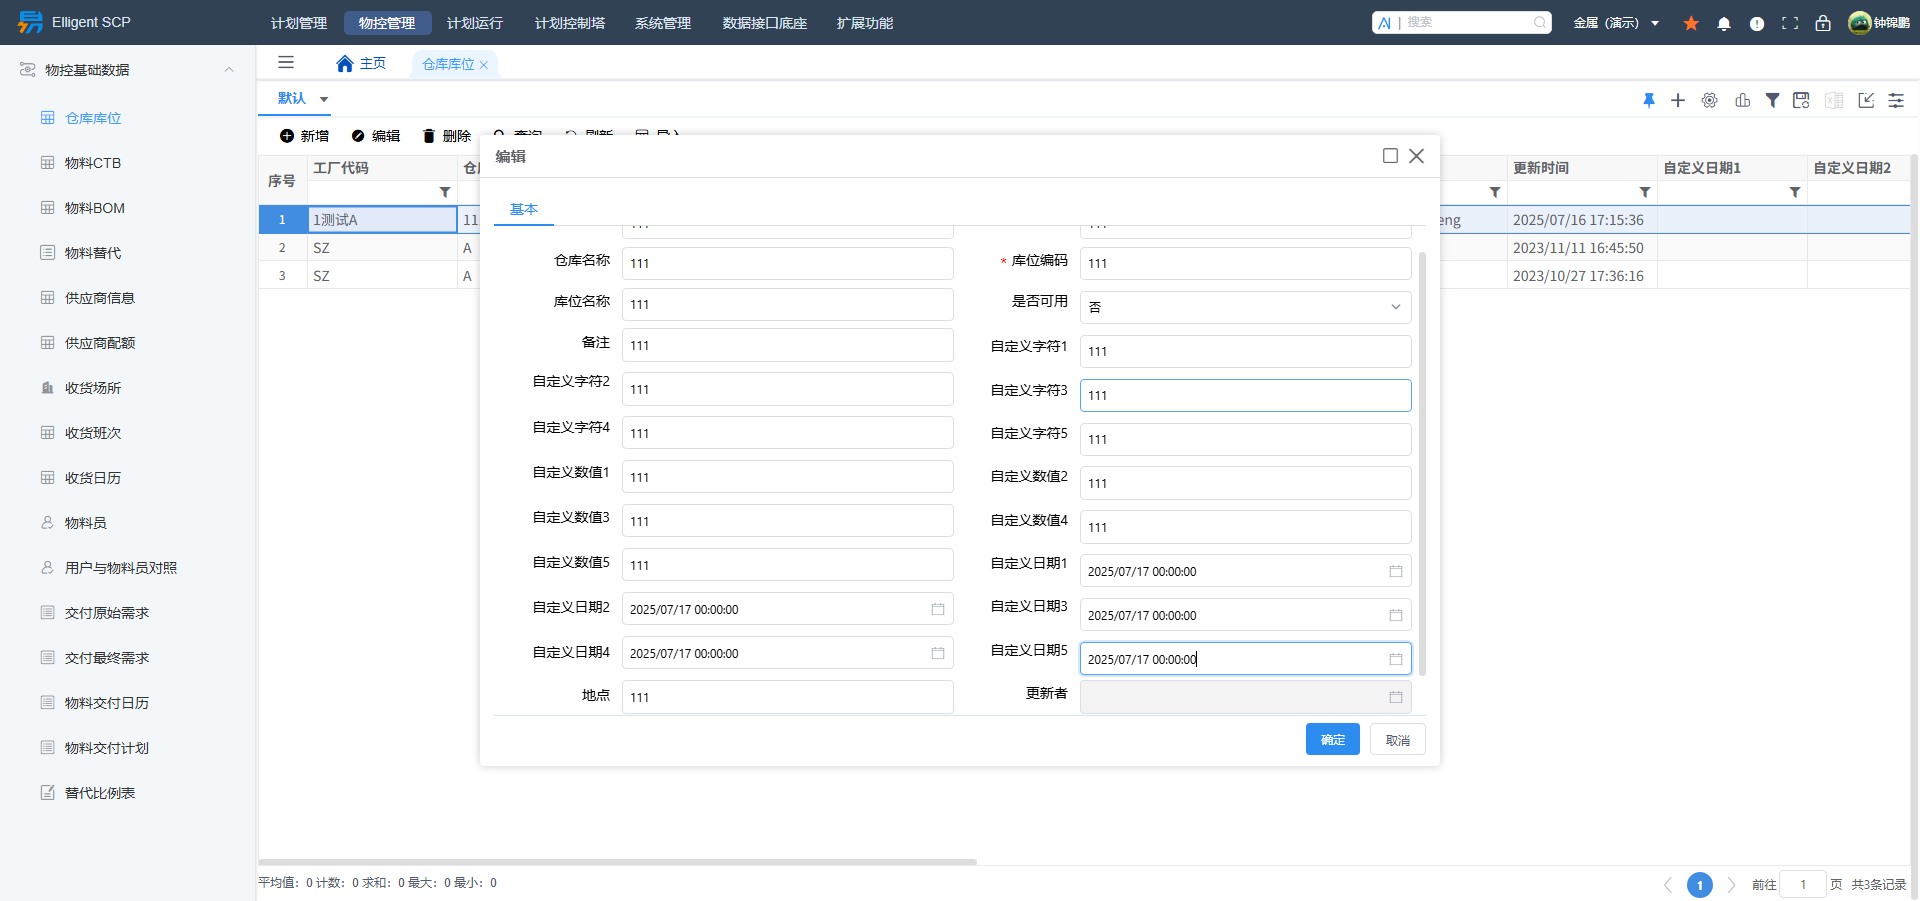 Elligent SCP
计划管理 物控管理 计划运行 计划控制塔 系统管理 数据接口底座 扩展功能
搜索
金属（演示）
钟锦鹏
物控基础数据
仓库库位
物料CTB
物料BOM
物料替代
供应商信息
供应商配额
收货场所
收货班次
收货日历
物料员
用户与物料员对照
交付原始需求
交付最终需求
物料交付日历
物料交付计划
替代比例表
主页
仓库库位
默认
新增 编辑 删除
序号 工厂代码 更新时间 自定义日期1 自定义日期2
1 1测试A 11 eng 2025/07/16 17:15:36
2 SZ A 2023/11/11 16:45:50
3 SZ A 2023/10/27 17:36:16
编辑
基本
仓库名称 111
* 库位编码 111
库位名称 111
是否可用 否
备注 111
自定义字符1 111
自定义字符2 111
自定义字符3 111
自定义字符4 111
自定义字符5 111
自定义数值1 111
自定义数值2 111
自定义数值3 111
自定义数值4 111
自定义数值5 111
自定义日期1 2025/07/17 00:00:00
自定义日期2 2025/07/17 00:00:00
自定义日期3 2025/07/17 00:00:00
自定义日期4 2025/07/17 00:00:00
自定义日期5 2025/07/17 00:00:00
地点 111
更新者
确定 取消
平均值：0 计数：0 求和：0 最大：0 最小：0
1 前往 1 页 共3条记录